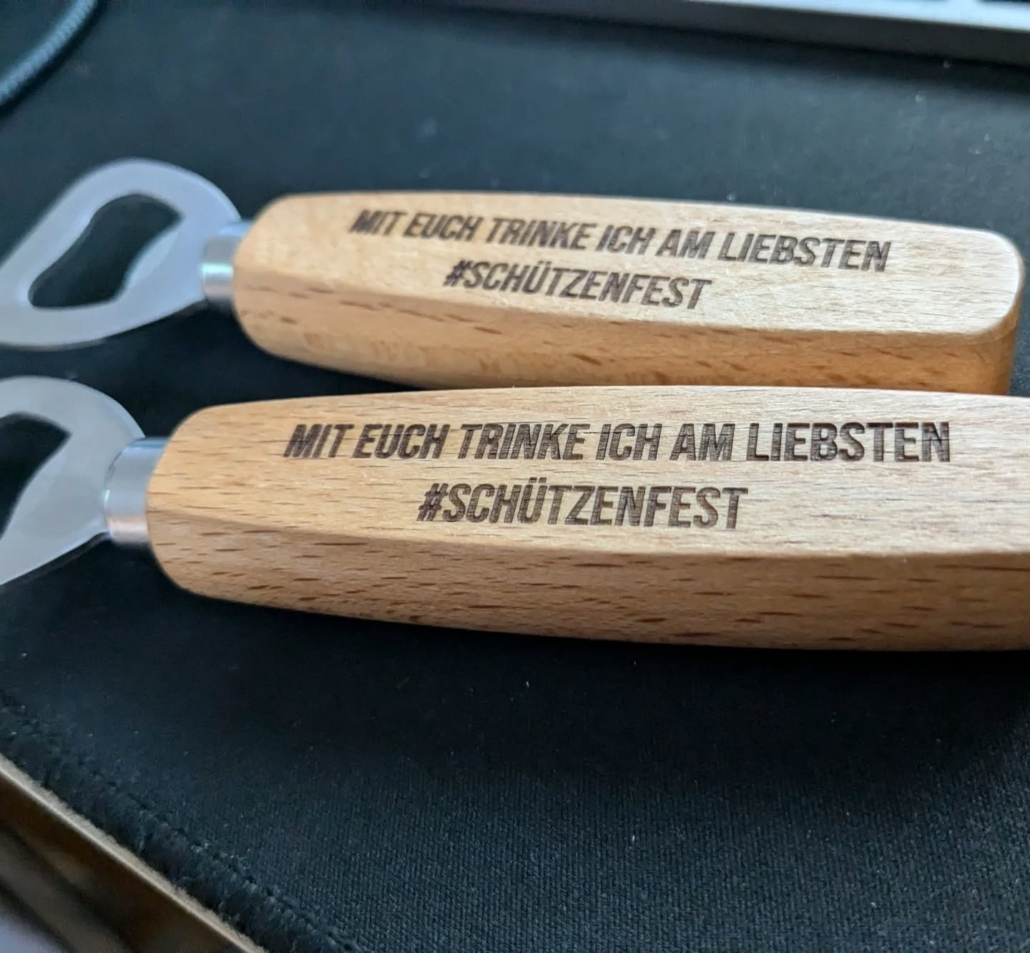 MIT EUCH TRINKE ICH AM LIEBSTEN
#SCHÜTZENFEST
MIT EUCH TRINKE ICH AM LIEBSTEN
#SCHÜTZENFEST